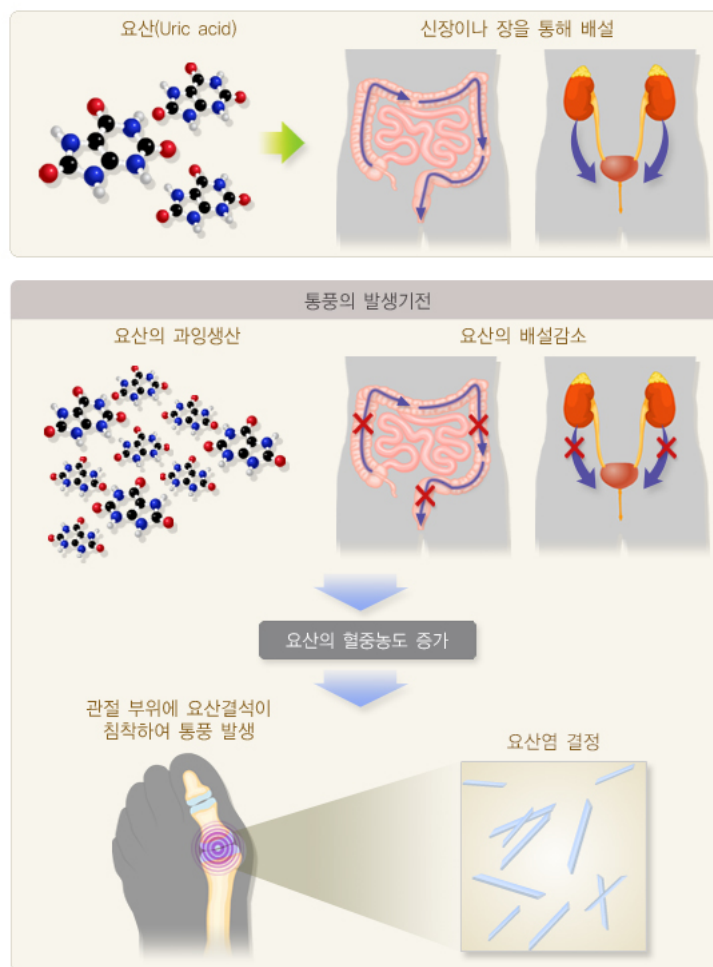 요산(Uric acid)
신장이나 장을 통해 배설
통풍의 발생기전
요산의 과잉생산
요산의 배설감소
요산의 혈중농도 증가
관절 부위에 요산결석이
침착하여 통풍 발생
요산염 결정